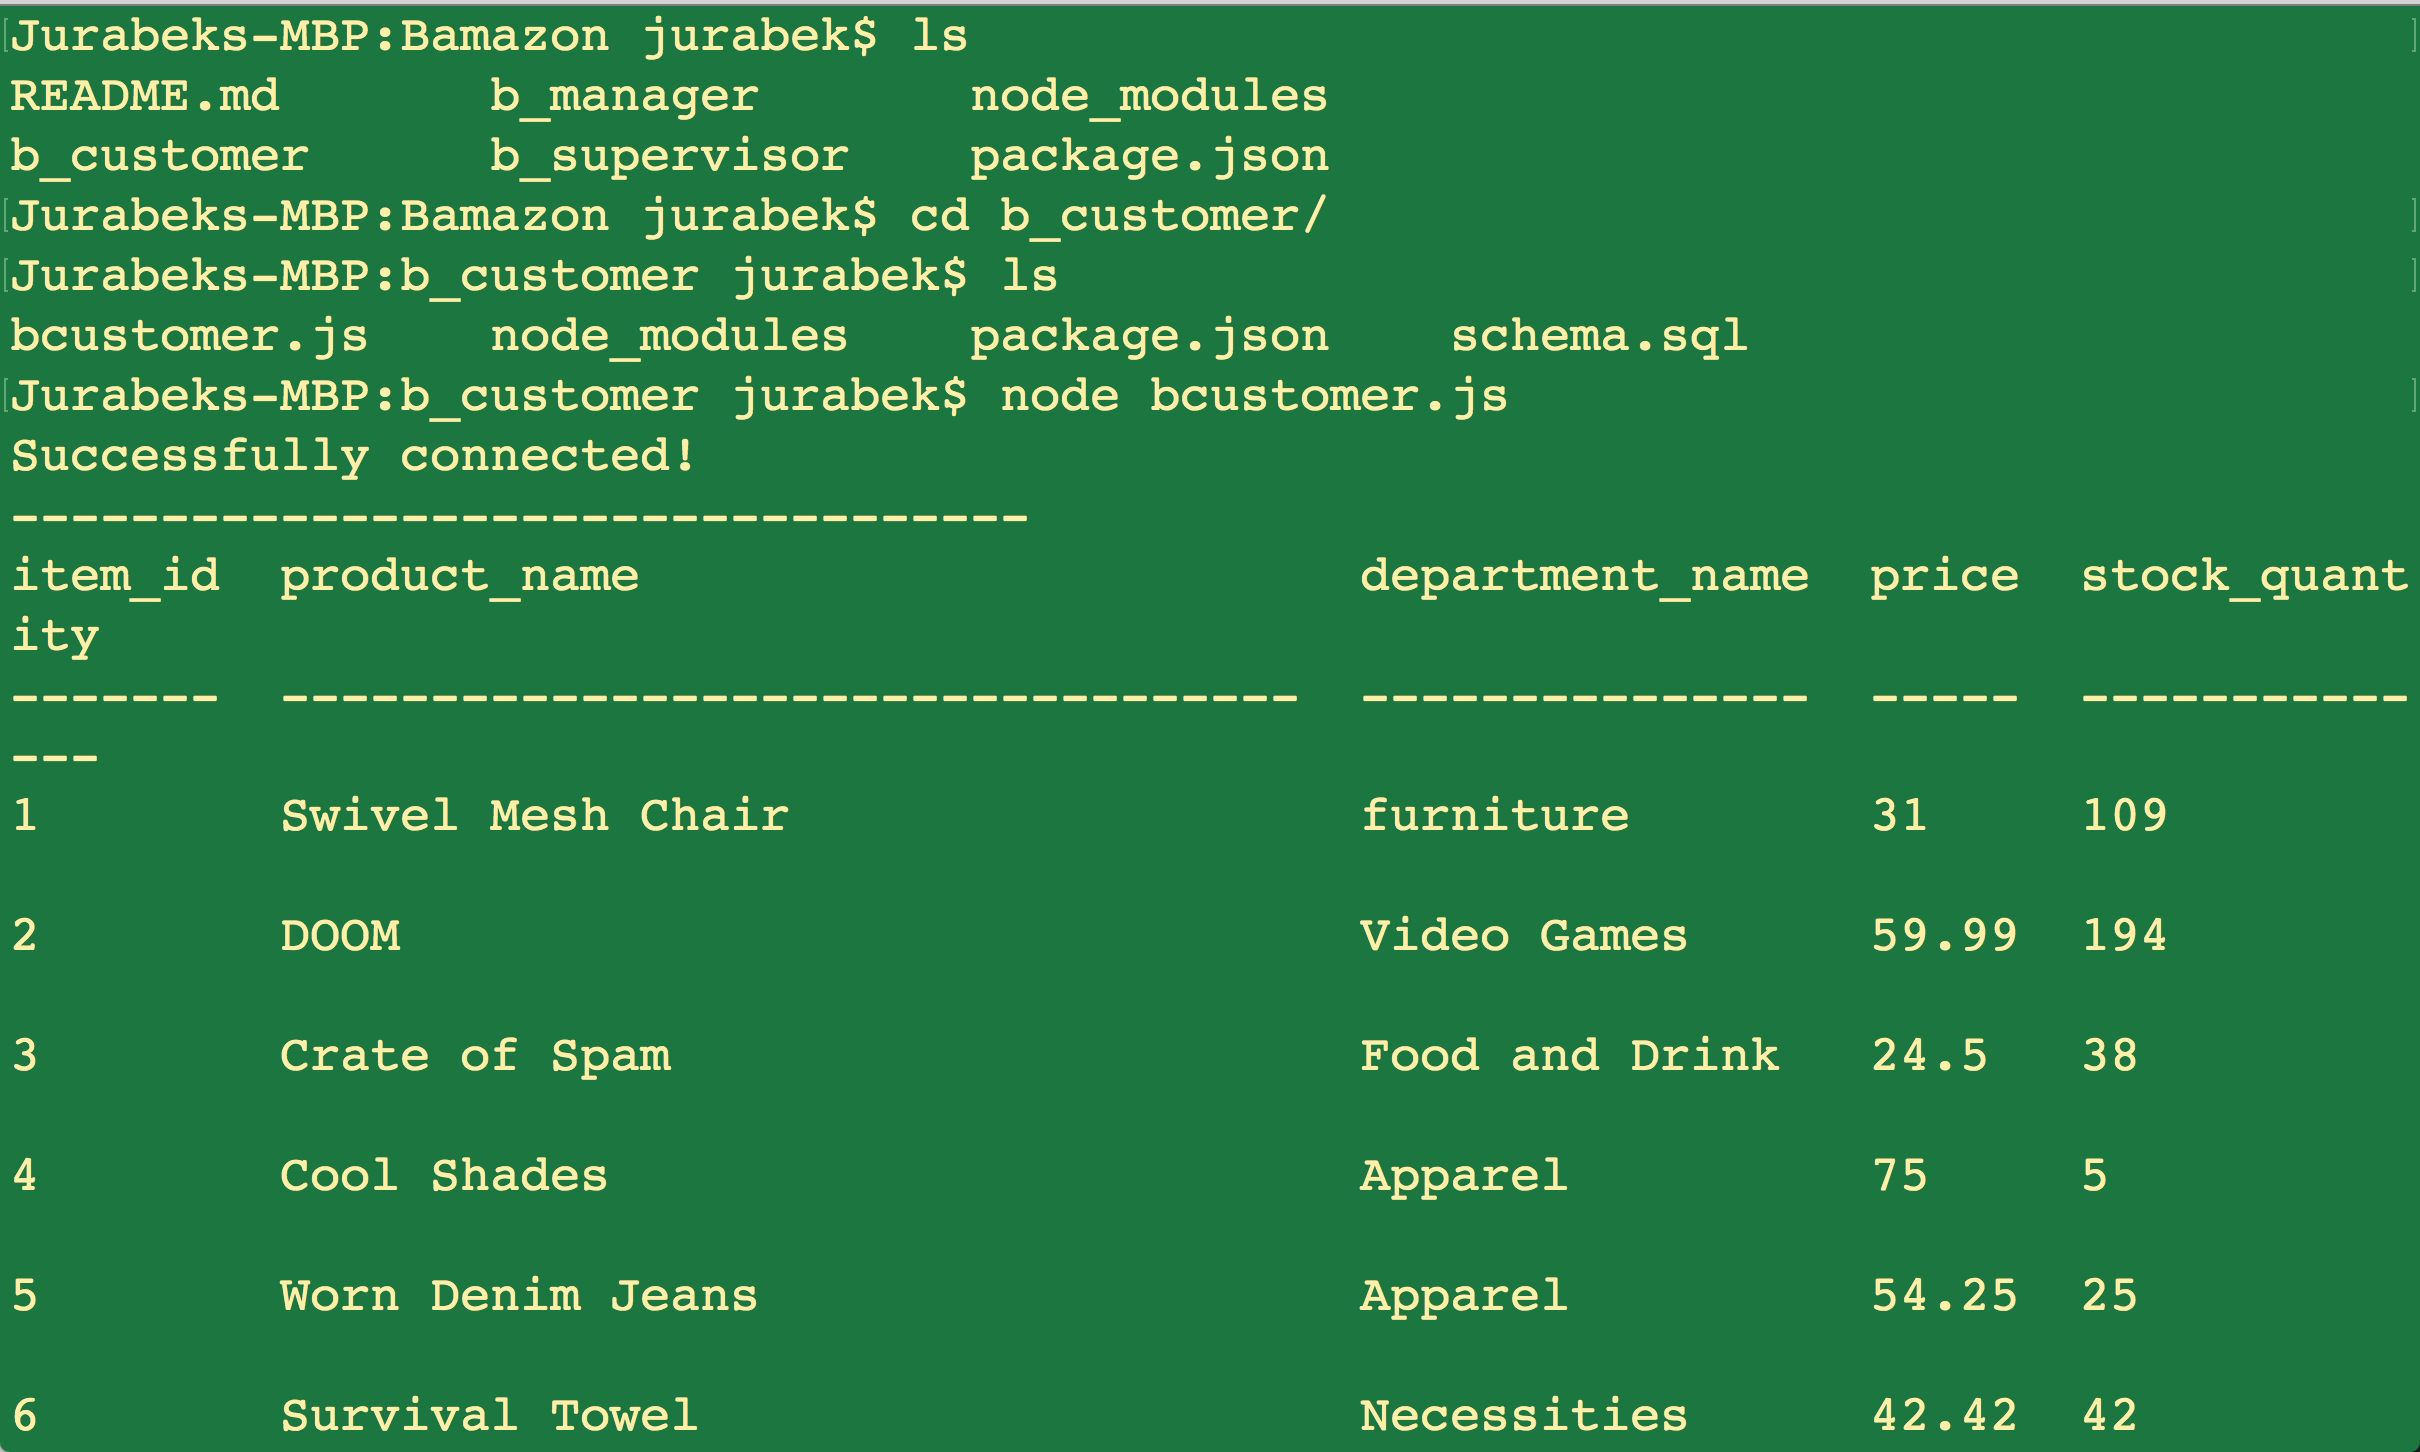 Jurabeks-MBP:Bamazon jurabek$ ls
README.md       b_manager       node_modules
b_customer      b_supervisor    package.json
Jurabeks-MBP:Bamazon jurabek$ cd b_customer/
Jurabeks-MBP:b_customer jurabek$ ls
bcustomer.js    node_modules    package.json    schema.sql
Jurabeks-MBP:b_customer jurabek$ node bcustomer.js
Successfully connected!
----------------------------------
item_id  product_name                        department_name  price  stock_quant
ity
-------  ----------------------------------  ---------------  -----  -----------
---
1        Swivel Mesh Chair                   furniture        31     109
2        DOOM                                Video Games      59.99  194
3        Crate of Spam                       Food and Drink   24.5   38
4        Cool Shades                         Apparel          75     5
5        Worn Denim Jeans                    Apparel          54.25  25
6        Survival Towel                      Necessities      42.42  42